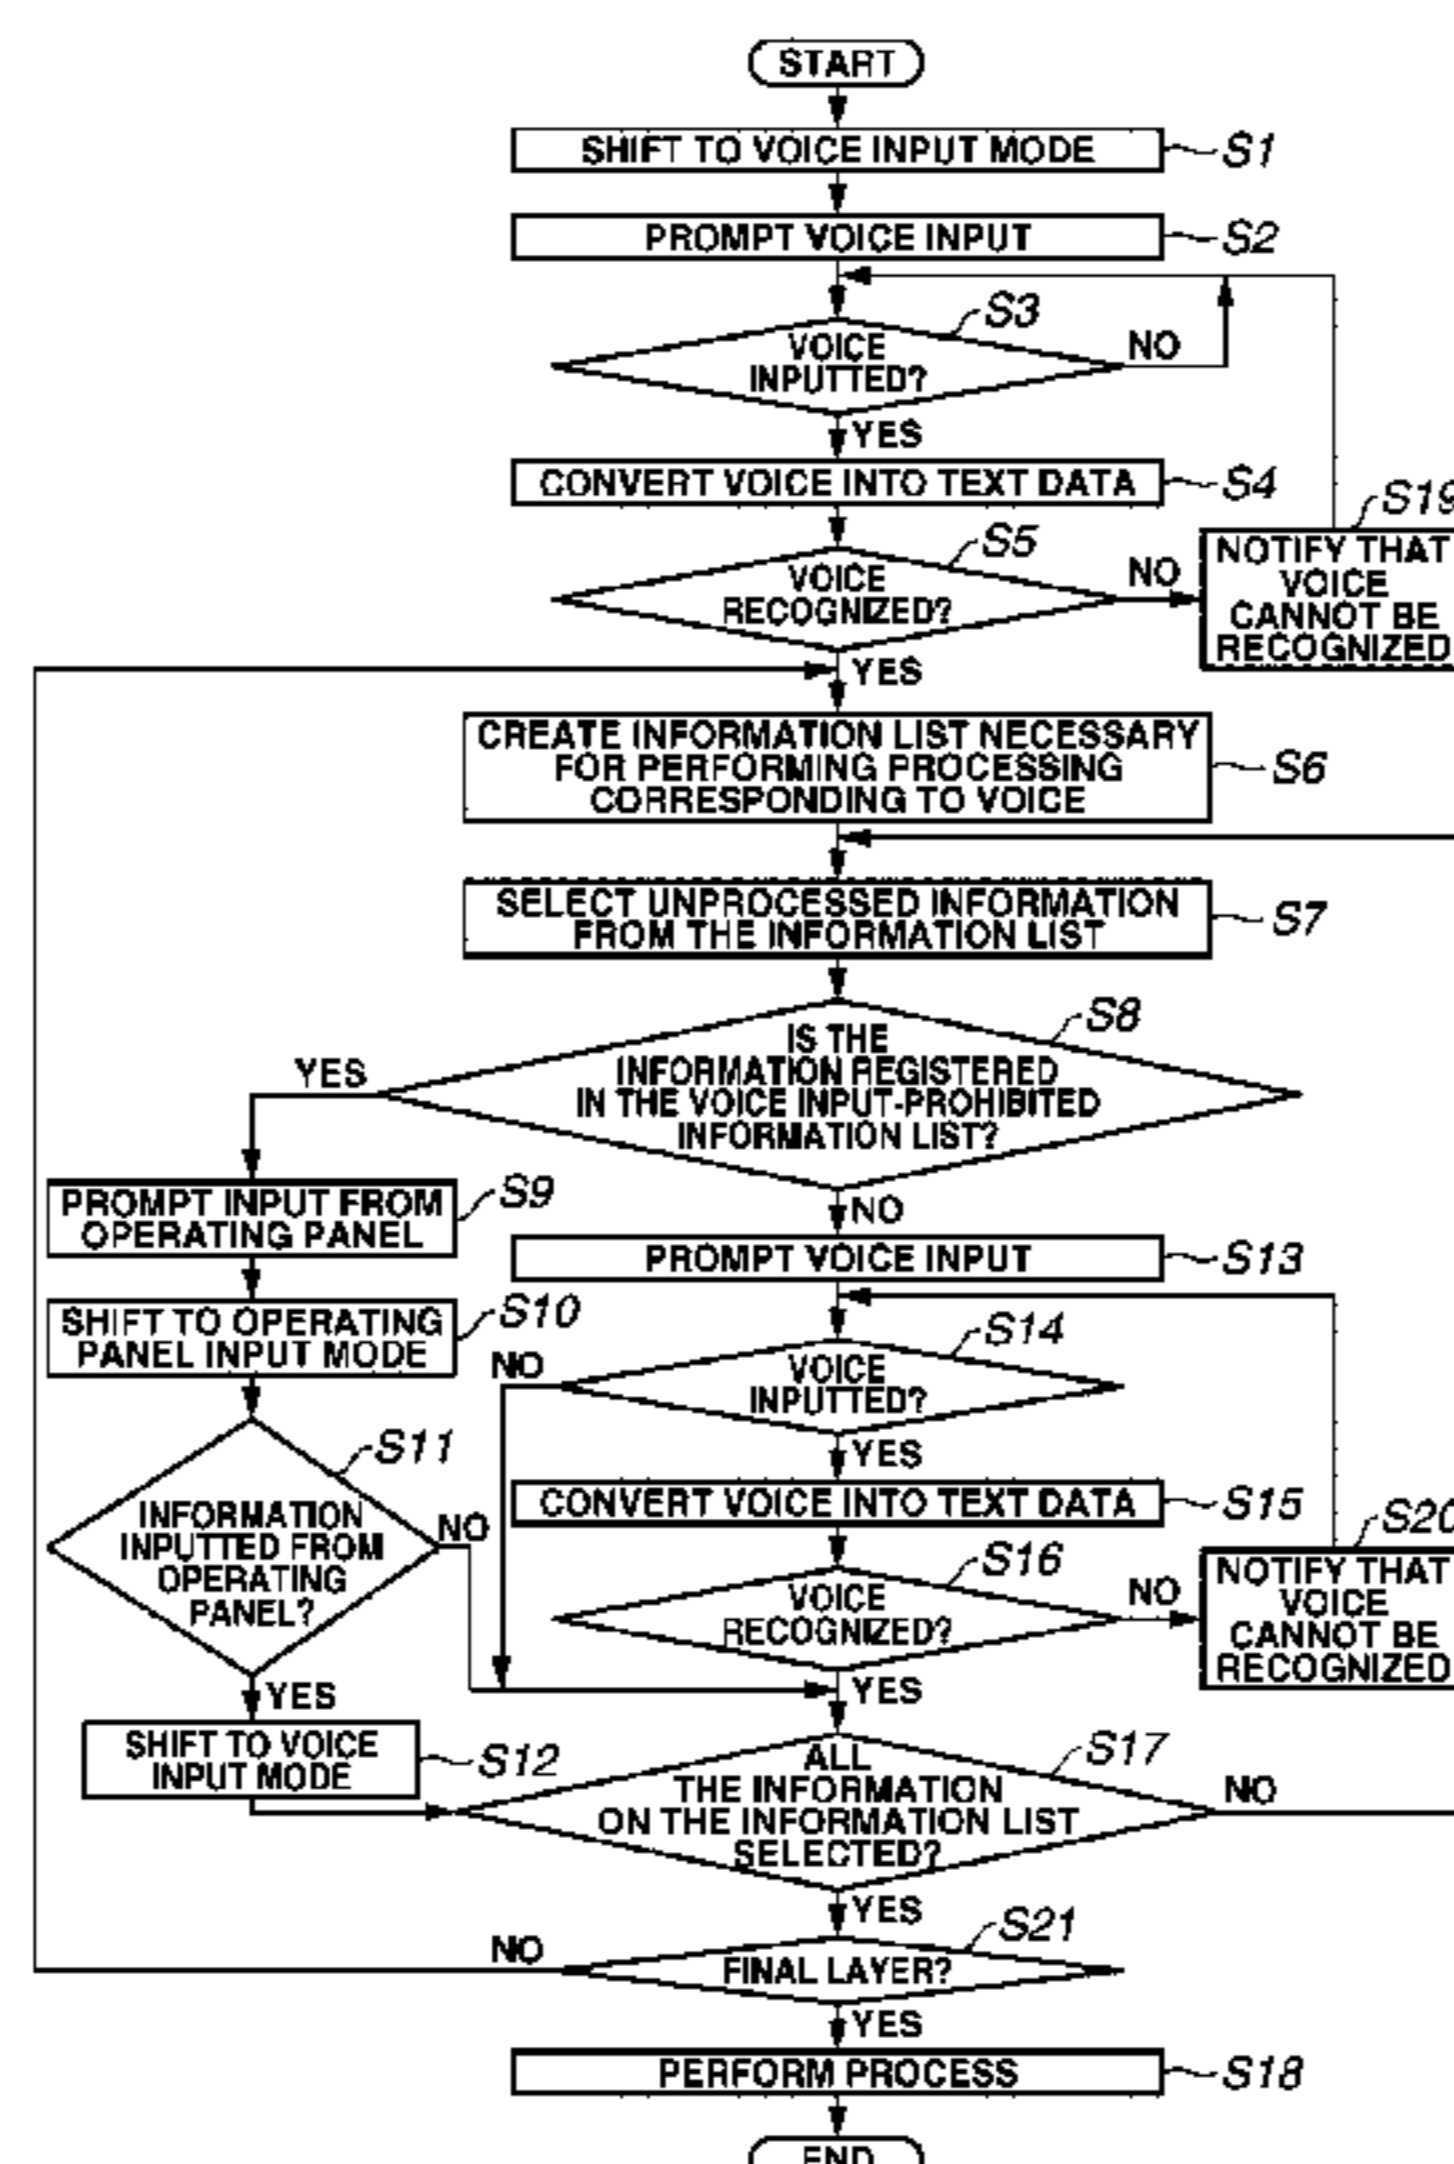 START
SHIFT TO VOICE INPUT MODE
S1
PROMPT VOICE INPUT
S2
S3
VOICE
INPUTTED?
NO
YES
CONVERT VOICE INTO TEXT DATA
S4
S5
VOICE
RECOGNIZED?
NO
S19
NOTIFY THAT
VOICE
CANNOT BE
RECOGNIZED
YES
CREATE INFORMATION LIST NECESSARY
FOR PERFORMING PROCESSING
CORRESPONDING TO VOICE
S6
SELECT UNPROCESSED INFORMATION
FROM THE INFORMATION LIST
S7
S8
IS THE
INFORMATION REGISTERED
IN THE VOICE INPUT-PROHIBITED
INFORMATION LIST?
YES
NO
PROMPT INPUT FROM
OPERATING PANEL
S9
SHIFT TO OPERATING
PANEL INPUT MODE
S10
S11
INFORMATION
INPUTTED FROM
OPERATING
PANEL?
NO
YES
SHIFT TO VOICE
INPUT MODE
S12
PROMPT VOICE INPUT
S13
S14
VOICE
INPUTTED?
NO
YES
CONVERT VOICE INTO TEXT DATA
S15
S16
VOICE
RECOGNIZED?
NO
S20
NOTIFY THAT
VOICE
CANNOT BE
RECOGNIZED
YES
S17
ALL
THE INFORMATION
ON THE INFORMATION LIST
SELECTED?
NO
YES
S21
FINAL LAYER?
NO
YES
PERFORM PROCESS
S18
END